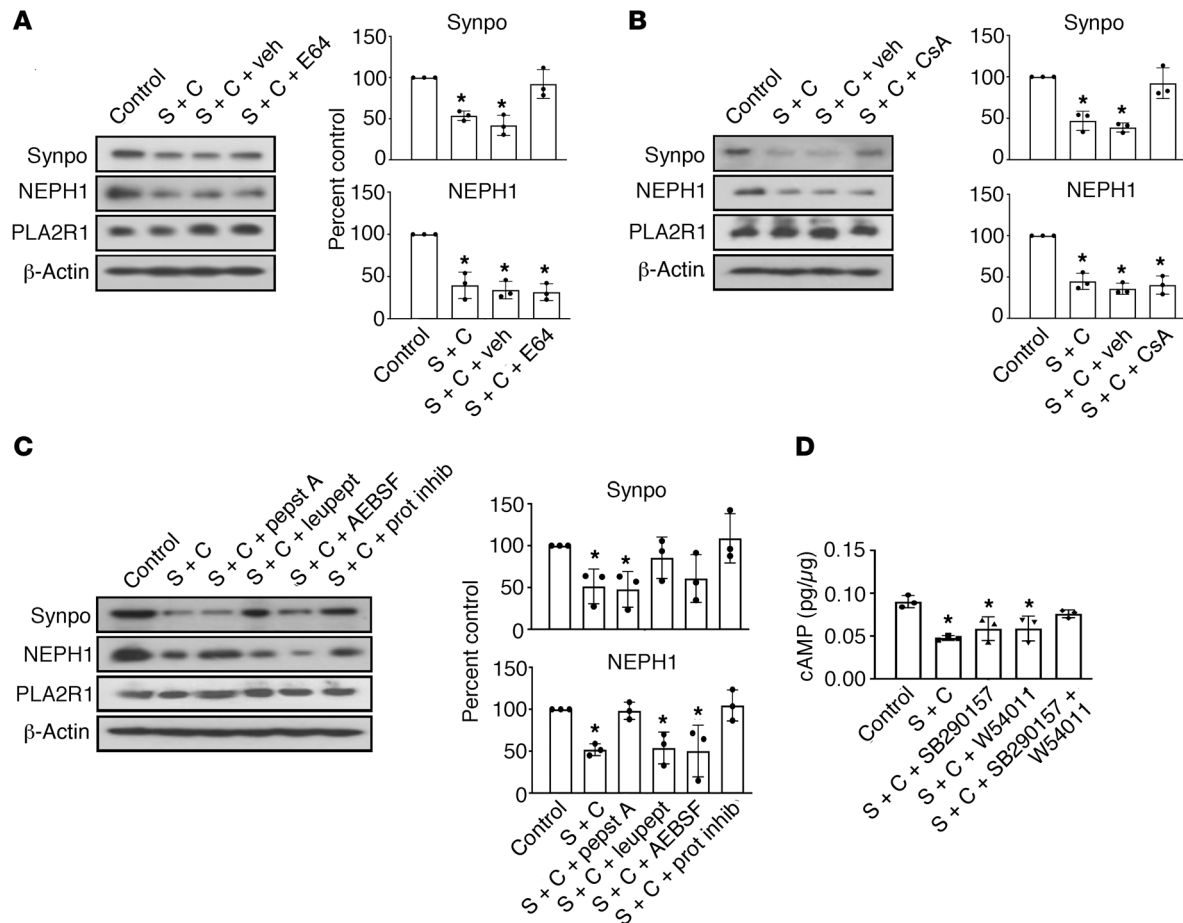 A
Control
S + C
S + C + veh
S + C + E64
Synpo
NEPH1
PLA2R1
β-Actin
Percent control
Synpo
150
100
50
0
NEPH1
150
100
50
0
* *
* * *
Control
S + C
S + C + veh
S + C + E64
B
Control
S + C
S + C + veh
S + C + CsA
Synpo
NEPH1
PLA2R1
β-Actin
Synpo
150
100
50
0
* *
NEPH1
150
100
50
0
* * *
Control
S + C
S + C + veh
S + C + CsA
C
Control
S + C
S + C + pepst A
S + C + leupept
S + C + AEBSF
S + C + prot inhib
Synpo
NEPH1
PLA2R1
β-Actin
Percent control
Synpo
150
100
50
0
* *
NEPH1
150
100
50
0
* * *
Control
S + C
S + C + pepst A
S + C + leupept
S + C + AEBSF
S + C + prot inhib
D
cAMP (pg/µg)
0.15
0.10
0.05
0.00
* * *
Control
S + C
S + C + SB290157
S + C + W54011
S + C + SB290157 +
W54011